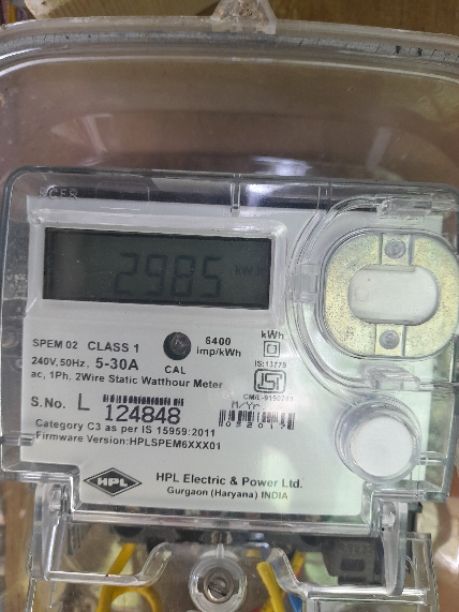 2985 kWh
SPEM 02 CLASS 1
6400 imp/kWh
kWh
240V, 50Hz, 5-30A
CAL
IS:13779
ac, 1Ph, 2Wire Static Watthour Meter
S.No. L 124848
M/Yr
032017
Category C3 as per IS 15959:2011
Firmware Version:HPLSPEM6XXX01
HPL
HPL Electric & Power Ltd.
Gurgaon (Haryana) INDIA